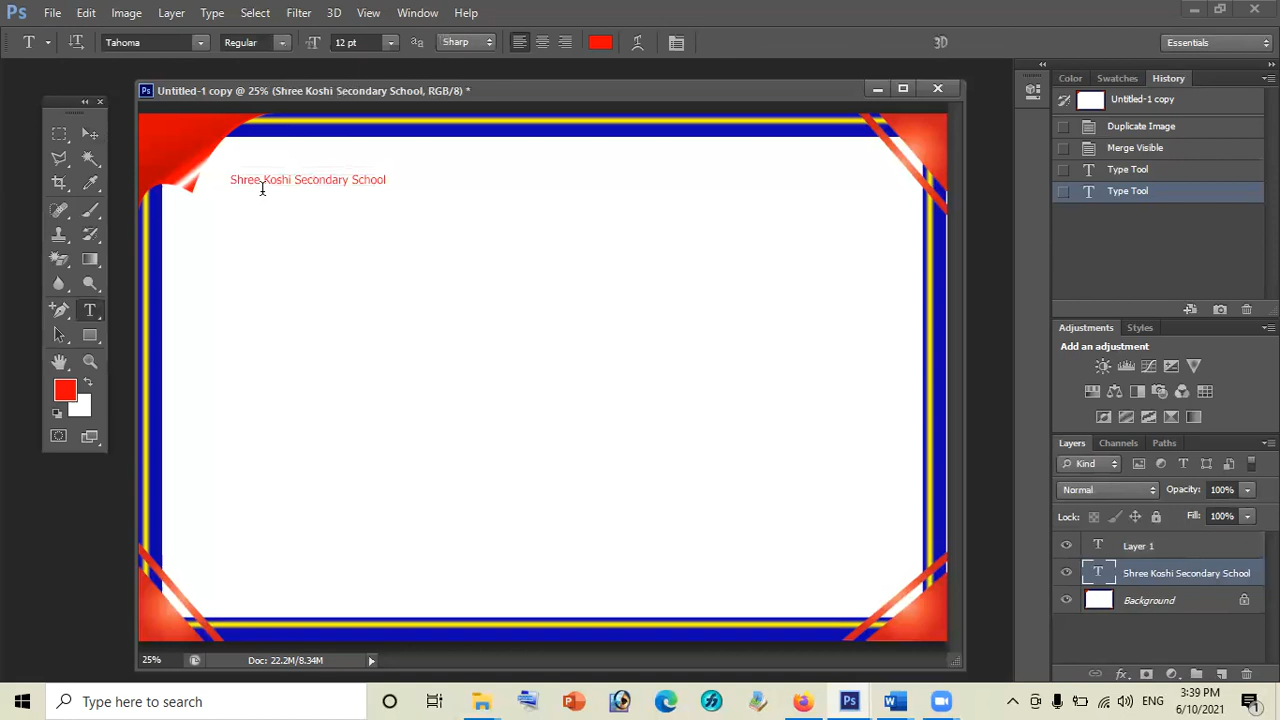 Ps File Edit Image Layer Type Select Filter 3D View Window Help
T Tahoma Regular 12 pt Sharp 3D Essentials
Ps Untitled-1 copy @ 25% (Shree Koshi Secondary School, RGB/8) *
Color Swatches History
Untitled-1 copy
Duplicate Image
Merge Visible
T Type Tool
T Type Tool
Shree Koshi Secondary School
Adjustments Styles
Add an adjustment
Layers Channels Paths
Kind
Normal Opacity: 100%
Lock: Fill: 100%
T Layer 1
T Shree Koshi Secondary School
Background
25% Doc: 22.2M/8.34M
Type here to search
ENG
3:39 PM
6/10/2021